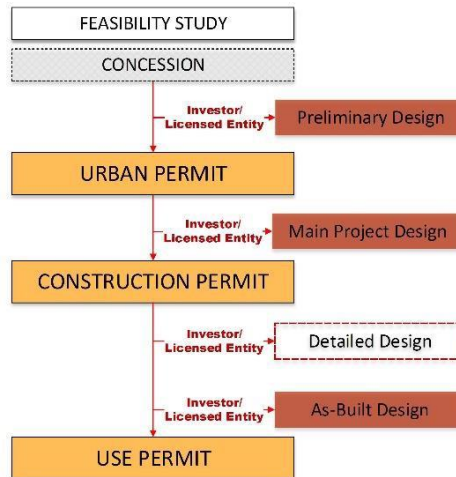 FEASIBILITY STUDY
CONCESSION
Investor/
Licensed Entity
Preliminary Design
URBAN PERMIT
Investor/
Licensed Entity
Main Project Design
CONSTRUCTION PERMIT
Investor/
Licensed Entity
Detailed Design
Investor/
Licensed Entity
As-Built Design
USE PERMIT